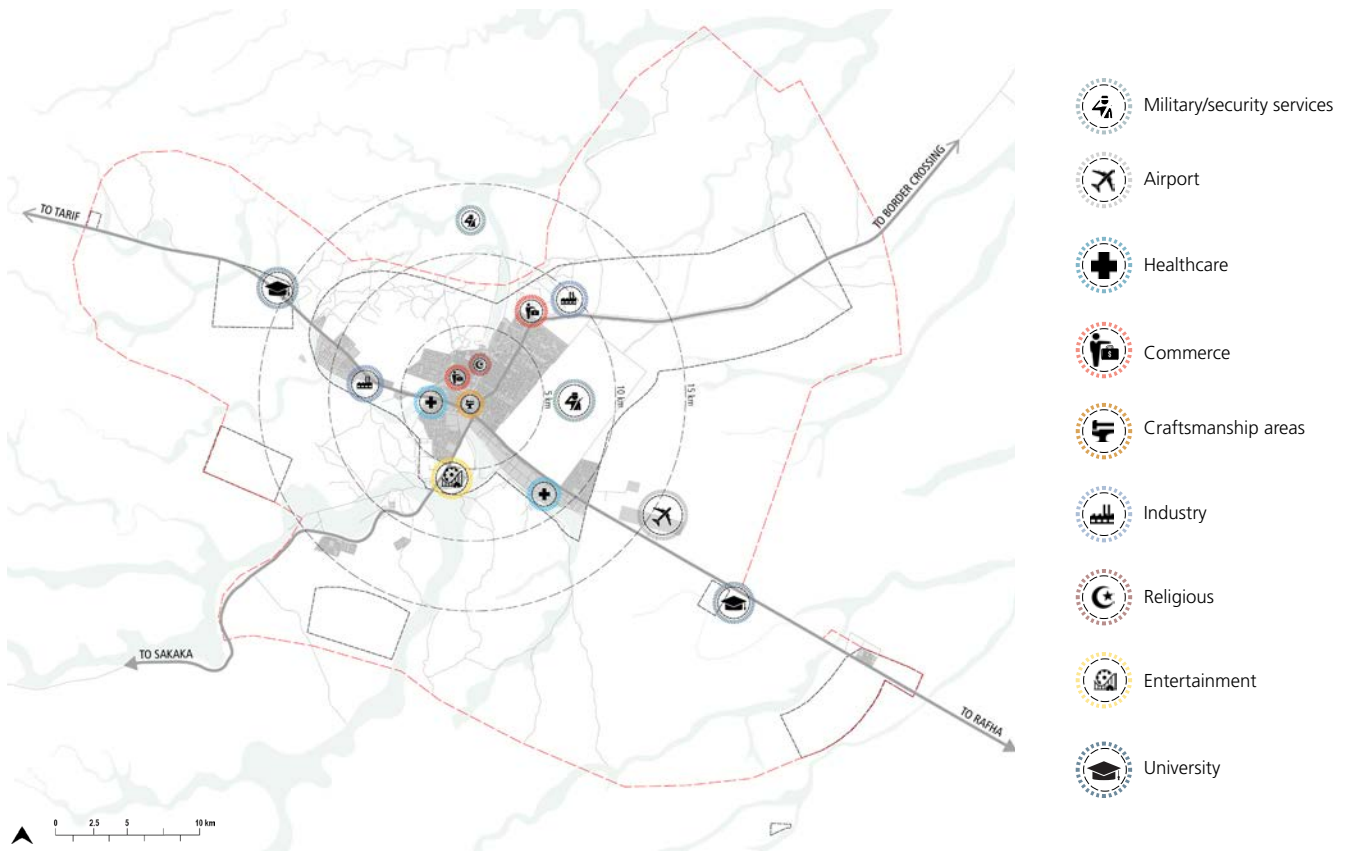 TO TARIF
TO BORDER CROSSING
5 km
10 km
15 km
TO SAKAKA
TO RAFHA
0 2.5 5 10 km
Military/security services
Airport
Healthcare
$
Commerce
Craftsmanship areas
Industry
Religious
Entertainment
University